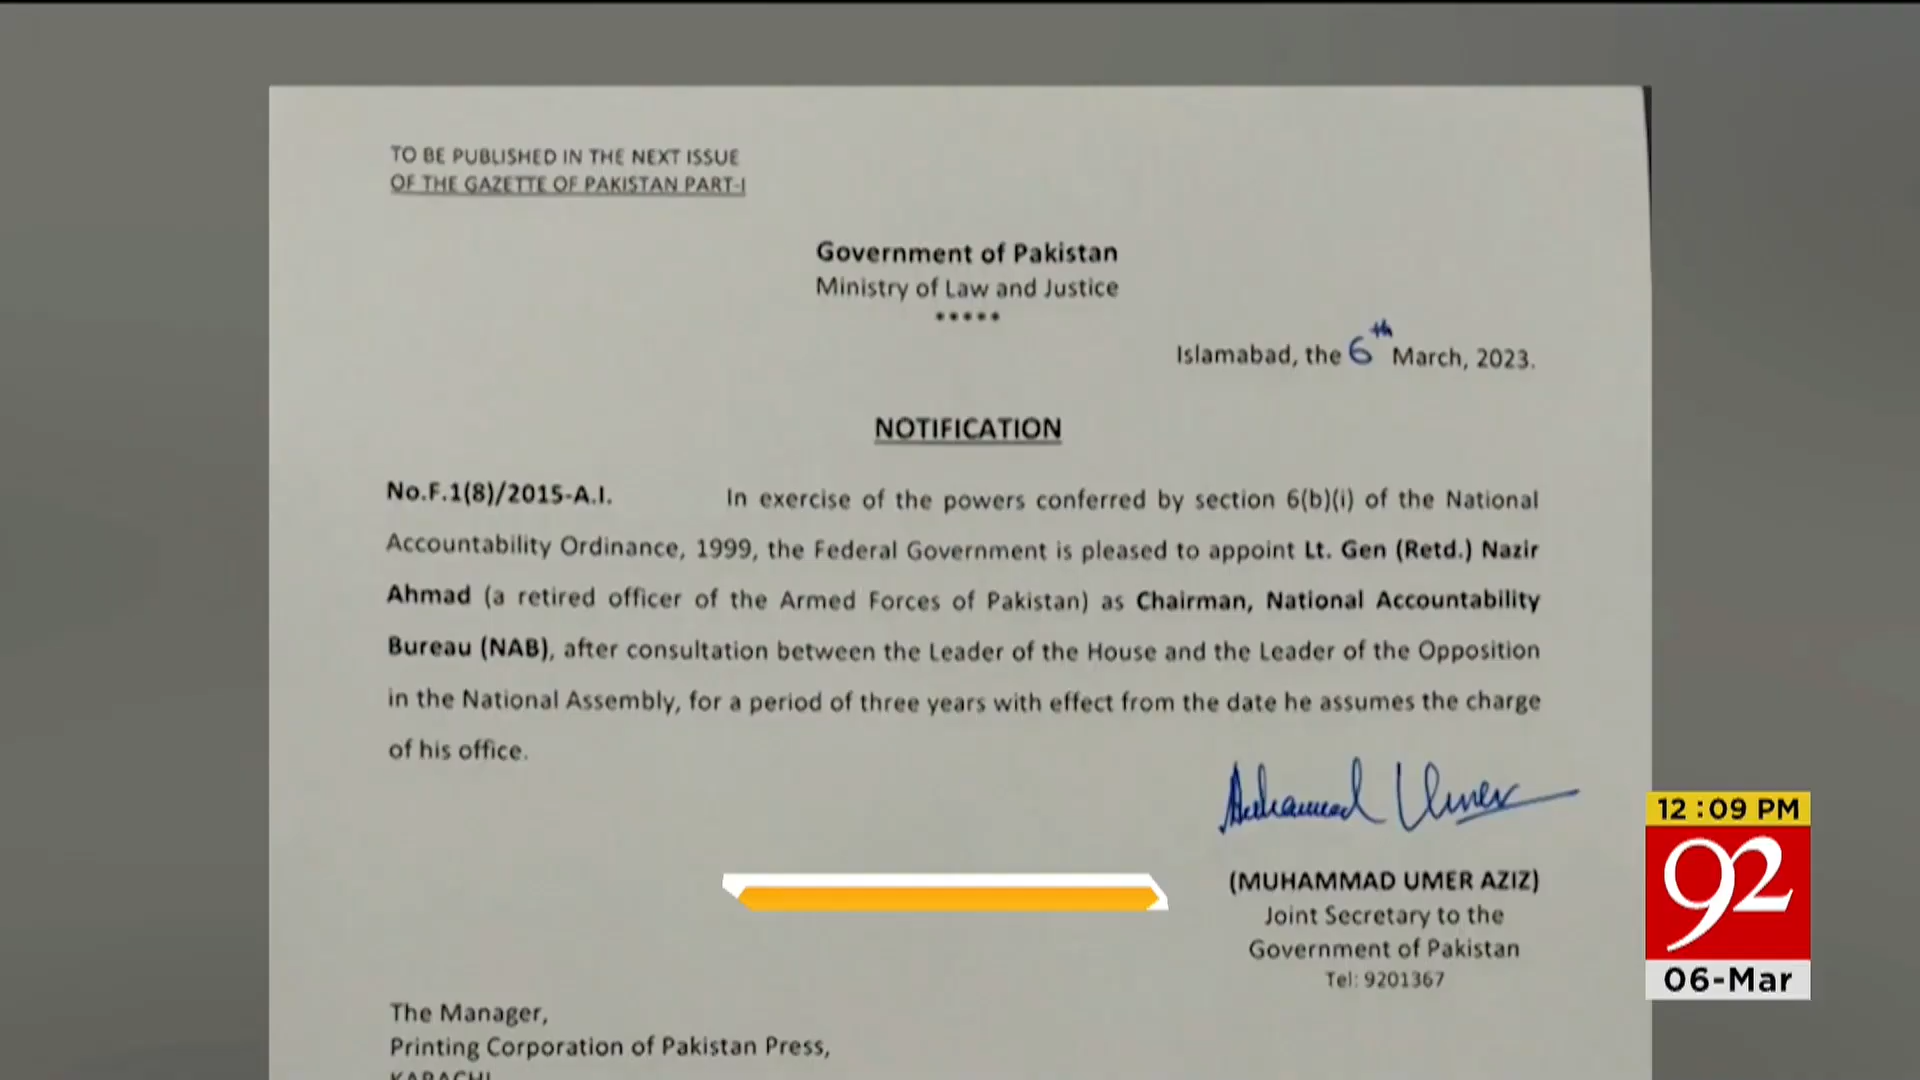 TO BE PUBLISHED IN THE NEXT ISSUE
OF THE GAZETTE OF PAKISTAN PART-I
Government of Pakistan
Ministry of Law and Justice
*****
Islamabad, the 6th March, 2023.
NOTIFICATION
No.F.1(8)/2015-A.I. In exercise of the powers conferred by section 6(b)(i) of the National
Accountability Ordinance, 1999, the Federal Government is pleased to appoint Lt. Gen (Retd.) Nazir
Ahmad (a retired officer of the Armed Forces of Pakistan) as Chairman, National Accountability
Bureau (NAB), after consultation between the Leader of the House and the Leader of the Opposition
in the National Assembly, for a period of three years with effect from the date he assumes the charge
of his office.
Muhammad Umer
(MUHAMMAD UMER AZIZ)
Joint Secretary to the
Government of Pakistan
Tel: 9201367
The Manager,
Printing Corporation of Pakistan Press,
KARACHI
12:09 PM
92
06-Mar